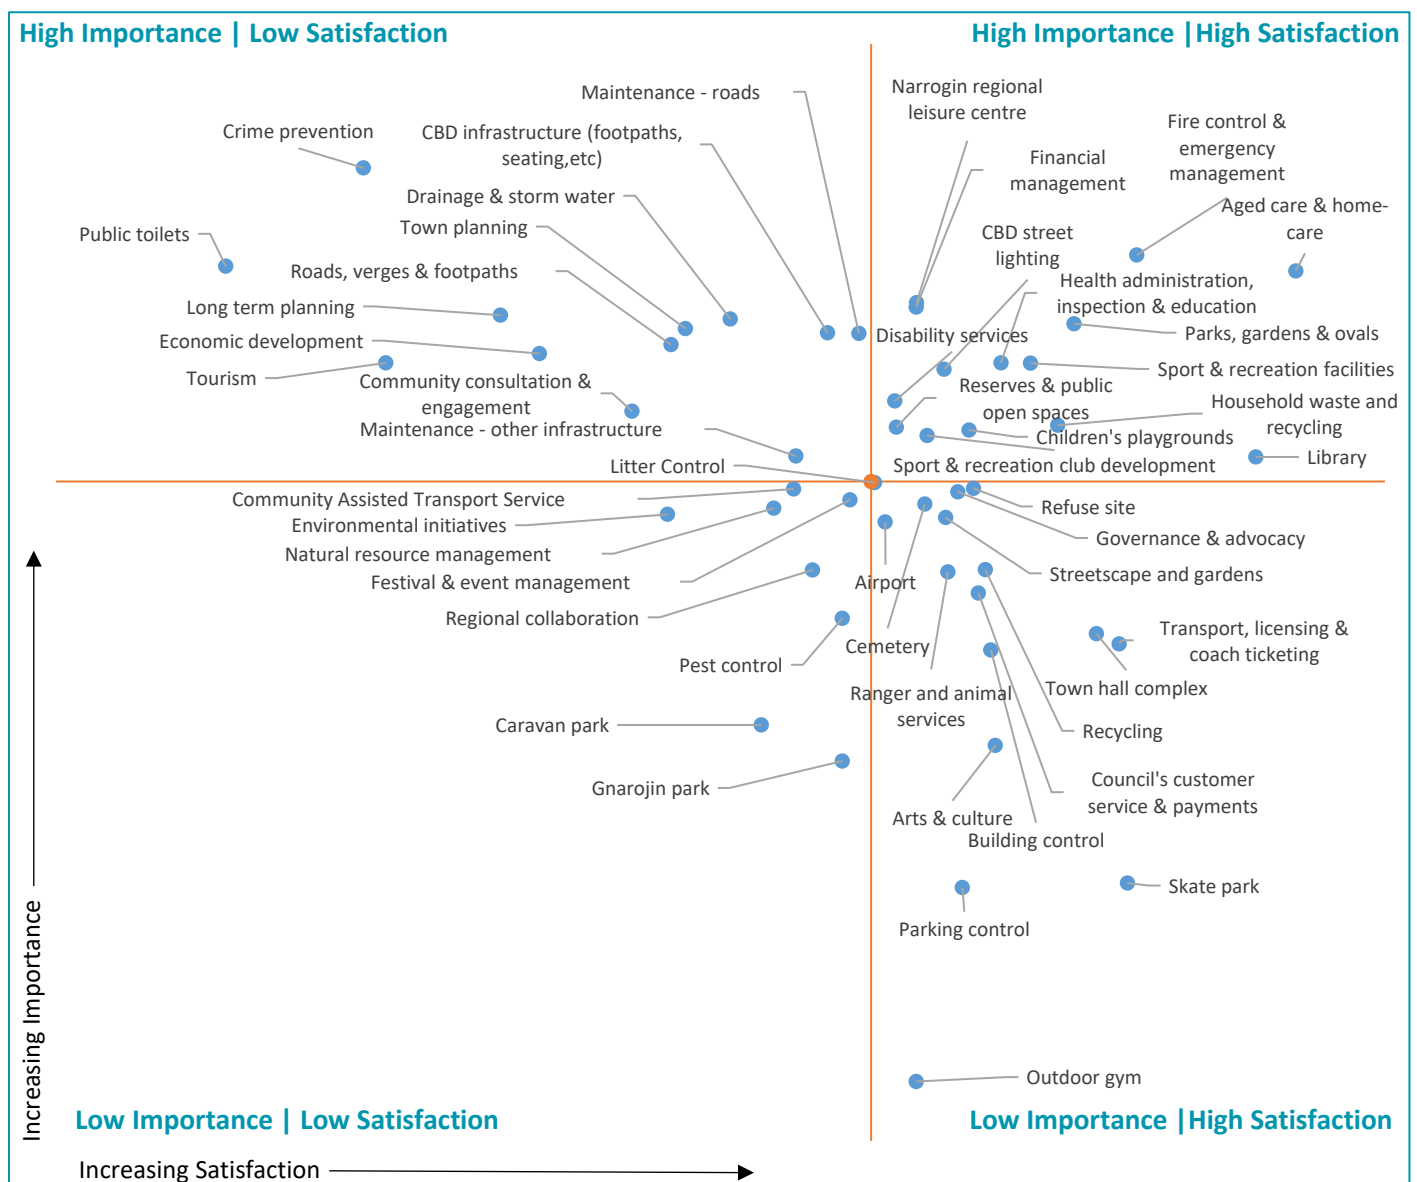 High Importance | Low Satisfaction
High Importance |High Satisfaction
Maintenance - roads
Narrogin regional
leisure centre
Crime prevention
CBD infrastructure (footpaths,
seating,etc)
Fire control &
emergency
management
Financial
management
Drainage & storm water
Aged care & home-
care
Town planning
Public toilets
CBD street
lighting
Roads, verges & footpaths
Health administration,
inspection & education
Long term planning
Disability services
Parks, gardens & ovals
Economic development
Tourism
Sport & recreation facilities
Community consultation &
engagement
Reserves & public
open spaces
Household waste and
recycling
Maintenance - other infrastructure
Children's playgrounds
Litter Control
Sport & recreation club development
Library
Community Assisted Transport Service
Refuse site
Environmental initiatives
Governance & advocacy
Natural resource management
Festival & event management
Airport
Streetscape and gardens
Regional collaboration
Cemetery
Transport, licensing &
coach ticketing
Pest control
Ranger and animal
services
Town hall complex
Caravan park
Recycling
Gnarojin park
Council's customer
service & payments
Arts & culture
Building control
Skate park
Parking control
Outdoor gym
Increasing Importance
Low Importance | Low Satisfaction
Low Importance |High Satisfaction
Increasing Satisfaction